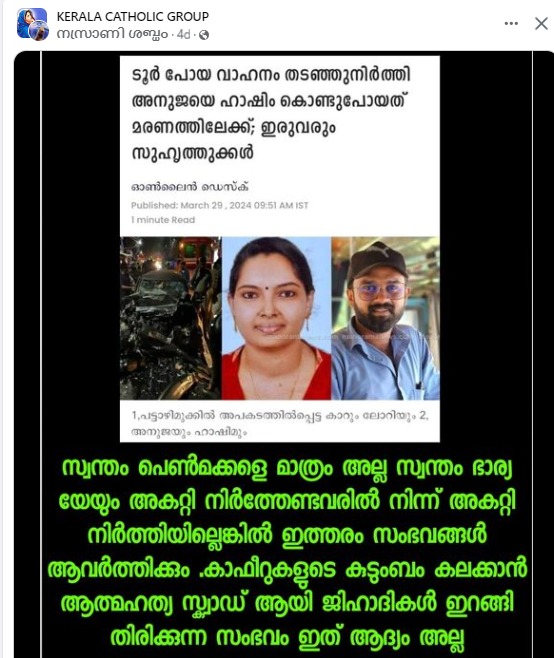 KERALA CATHOLIC GROUP
നസ്രാണി ശബ്ദം · 4d ·
ടൂർ പോയ വാഹനം തടഞ്ഞുനിർത്തി
അനുജയെ ഹാഷിം കൊണ്ടുപോയത്
മരണത്തിലേക്ക്; ഇരുവരും
സുഹൃത്തുക്കൾ
ഓൺലൈൻ ഡെസ്ക്
Published: March 29 , 2024 09:51 AM IST
1 minute Read
1,പട്ടാഴിമുക്കിൽ അപകടത്തിൽപ്പെട്ട കാറും ലോറിയും 2,
അനുജയും ഹാഷിമും
സ്വന്തം പെൺമക്കളെ മാത്രം അല്ല സ്വന്തം ഭാര്യ
യേയും അകറ്റി നിർത്തേണ്ടവരിൽ നിന്ന് അകറ്റി
നിർത്തിയില്ലെങ്കിൽ ഇത്തരം സംഭവങ്ങൾ
ആവർത്തിക്കും .കാഫീറുകളുടെ കുടുംബം കലക്കാൻ
ആത്മഹത്യ സ്ക്വാഡ് ആയി ജിഹാദികൾ ഇറങ്ങി
തിരിക്കുന്ന സംഭവം ഇത് ആദ്യം അല്ല